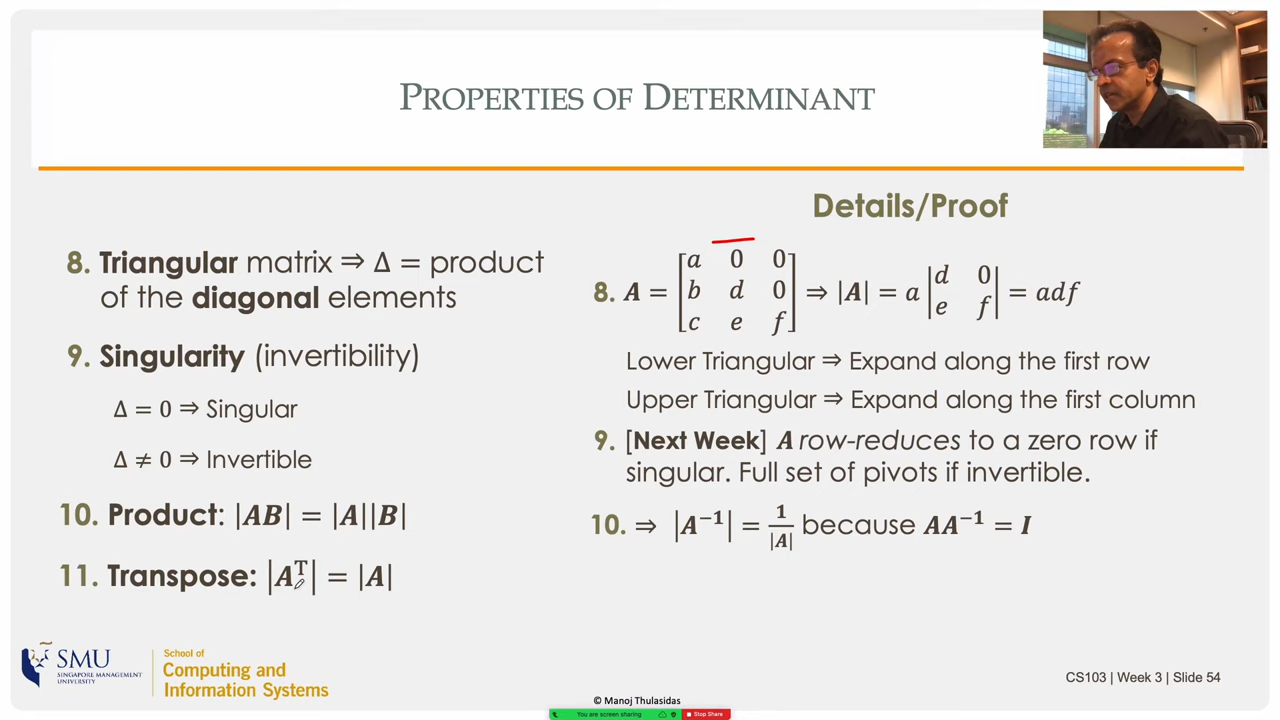 PROPERTIES OF DETERMINANT
8. Triangular matrix ⇒ Δ = product
of the diagonal elements
9. Singularity (invertibility)
Δ = 0 ⇒ Singular
Δ ≠ 0 ⇒ Invertible
10. Product: |AB| = |A||B|
11. Transpose: |Aᵀ| = |A|
Details/Proof
8. A = [a 0 0; b d 0; c e f] ⇒ |A| = a |d 0; e f| = adf
Lower Triangular ⇒ Expand along the first row
Upper Triangular ⇒ Expand along the first column
9. [Next Week] A row-reduces to a zero row if
singular. Full set of pivots if invertible.
10. ⇒ |A⁻¹| = 1/|A| because AA⁻¹ = I
SMU
SINGAPORE MANAGEMENT
UNIVERSITY
School of
Computing and
Information Systems
CS103 | Week 3 | Slide 54
© Manoj Thulasidas
You are screen sharing
Stop Share